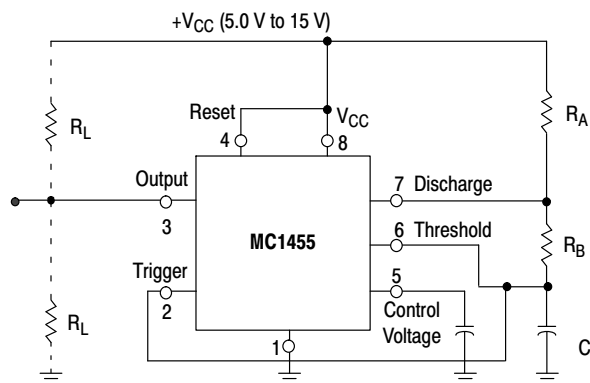 +VCC (5.0 V to 15 V)
Reset
4
VCC
8
RL
RA
Output
3
7 Discharge
6 Threshold
MC1455
RB
Trigger
2
5
Control
Voltage
RL
1
C